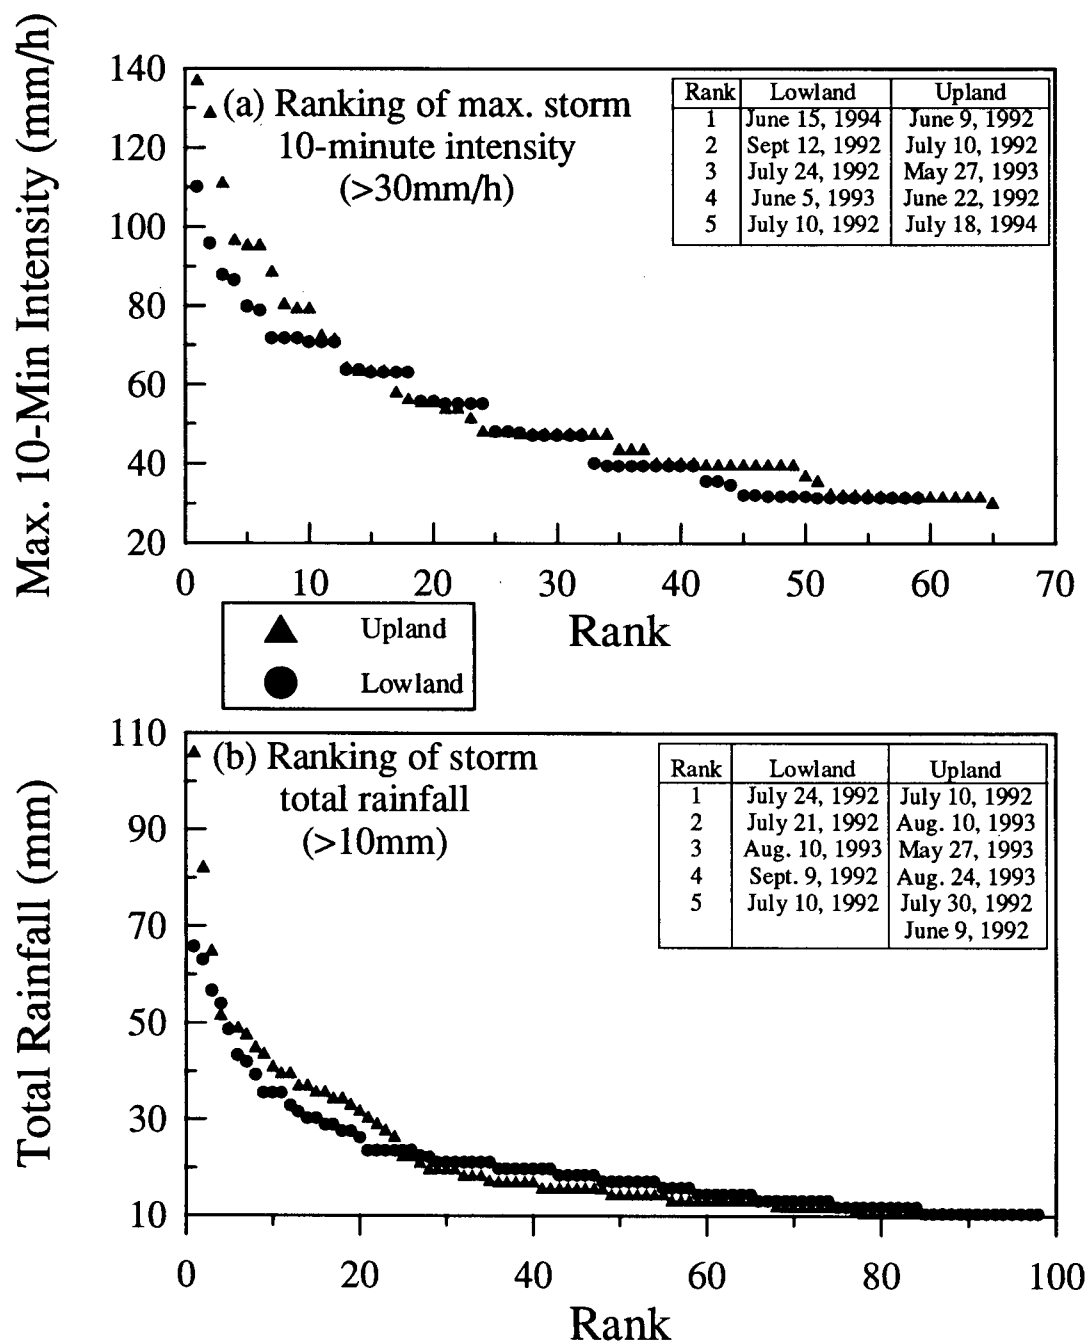 Max. 10-Min Intensity (mm/h)
140
120
100
80
60
40
20
(a) Ranking of max. storm
10-minute intensity
(>30mm/h)
Rank Lowland Upland
1 June 15, 1994 June 9, 1992
2 Sept 12, 1992 July 10, 1992
3 July 24, 1992 May 27, 1993
4 June 5, 1993 June 22, 1992
5 July 10, 1992 July 18, 1994
0 10 20 30 40 50 60 70
Rank
Upland
Lowland
Total Rainfall (mm)
110
90
70
50
30
10
(b) Ranking of storm
total rainfall
(>10mm)
Rank Lowland Upland
1 July 24, 1992 July 10, 1992
2 July 21, 1992 Aug. 10, 1993
3 Aug. 10, 1993 May 27, 1993
4 Sept. 9, 1992 Aug. 24, 1993
5 July 10, 1992 July 30, 1992
June 9, 1992
0 20 40 60 80 100
Rank